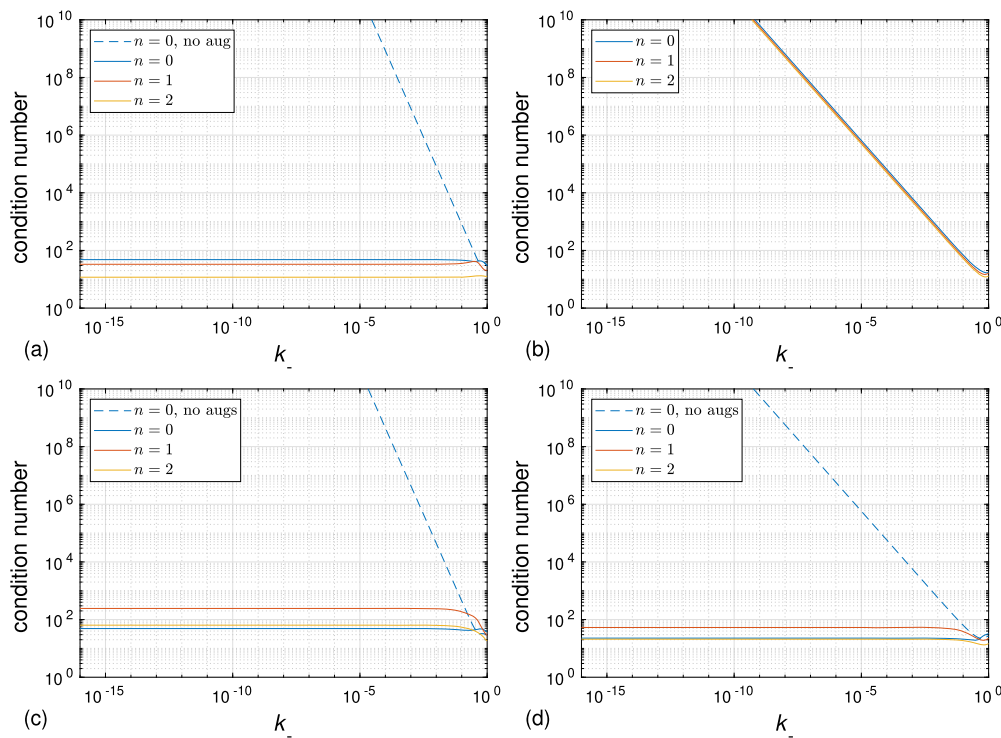 10^10
10^8
10^6
10^4
10^2
10^0
condition number
n = 0, no aug
n = 0
n = 1
n = 2
10^-15
10^-10
10^-5
10^0
k_-
(a)
10^10
10^8
10^6
10^4
10^2
10^0
condition number
n = 0
n = 1
n = 2
10^-15
10^-10
10^-5
10^0
k_-
(b)
10^10
10^8
10^6
10^4
10^2
10^0
condition number
n = 0, no augs
n = 0
n = 1
n = 2
10^-15
10^-10
10^-5
10^0
k_-
(c)
10^10
10^8
10^6
10^4
10^2
10^0
condition number
n = 0, no augs
n = 0
n = 1
n = 2
10^-15
10^-10
10^-5
10^0
k_-
(d)